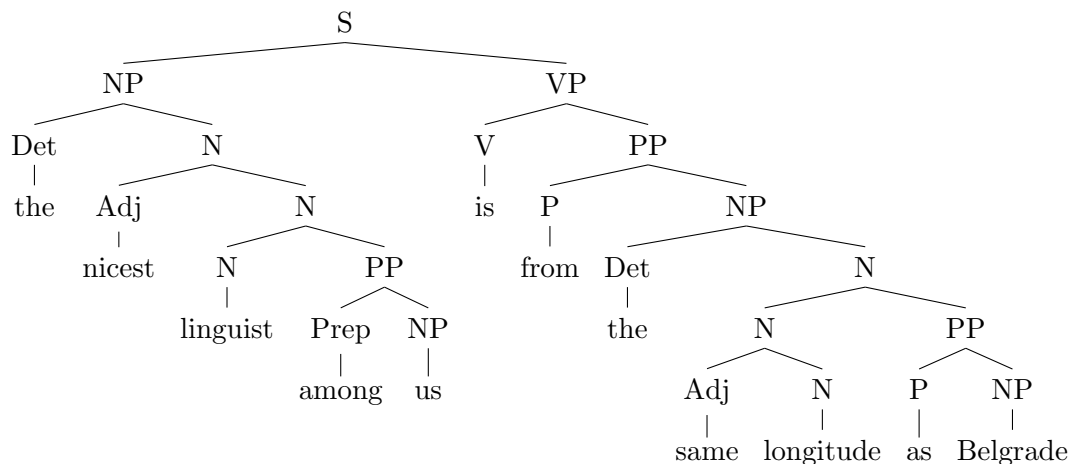 S
NP VP
Det N V PP
the Adj N is P NP
nicest N PP from Det N
linguist Prep NP the N PP
among us Adj N P NP
same longitude as Belgrade